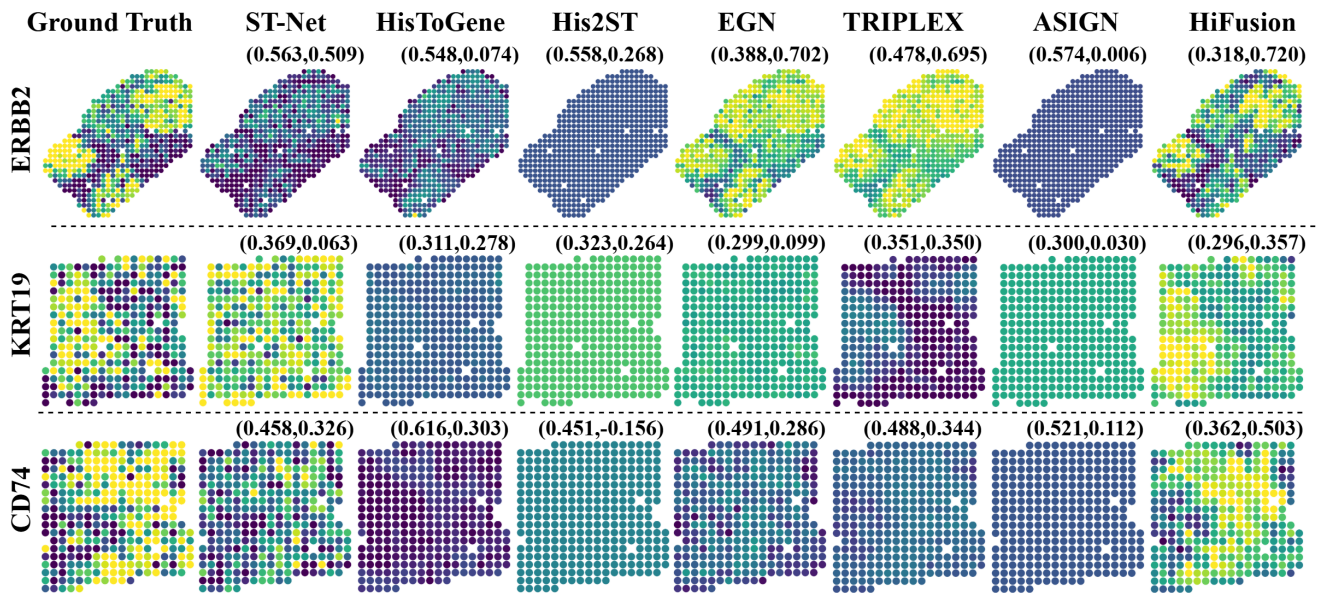 Ground Truth ST-Net HisToGene His2ST EGN TRIPLEX ASIGN HiFusion
(0.563,0.509) (0.548,0.074) (0.558,0.268) (0.388,0.702) (0.478,0.695) (0.574,0.006) (0.318,0.720)
ERBB2
(0.369,0.063) (0.311,0.278) (0.323,0.264) (0.299,0.099) (0.351,0.350) (0.300,0.030) (0.296,0.357)
KRT19
(0.458,0.326) (0.616,0.303) (0.451,-0.156) (0.491,0.286) (0.488,0.344) (0.521,0.112) (0.362,0.503)
CD74